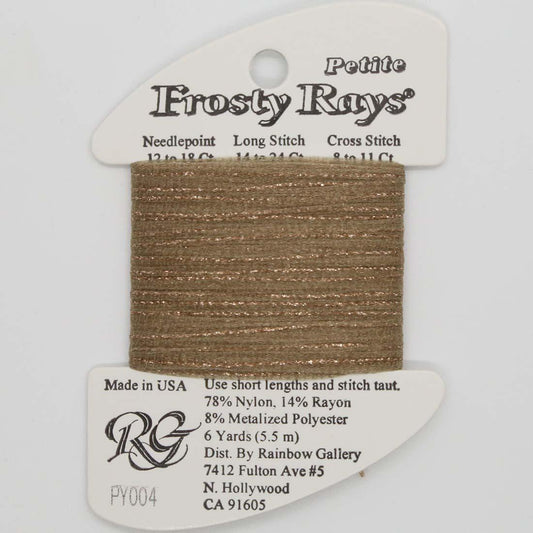 Petite
Frosty Rays®
Needlepoint Long Stitch Cross Stitch
12 to 18 Ct. 14 to 24 Ct. 8 to 11 Ct.
Made in USA
Use short lengths and stitch taut.
78% Nylon, 14% Rayon
8% Metalized Polyester
6 Yards (5.5 m)
Dist. By Rainbow Gallery
7412 Fulton Ave #5
N. Hollywood
CA 91605
RG
PY004